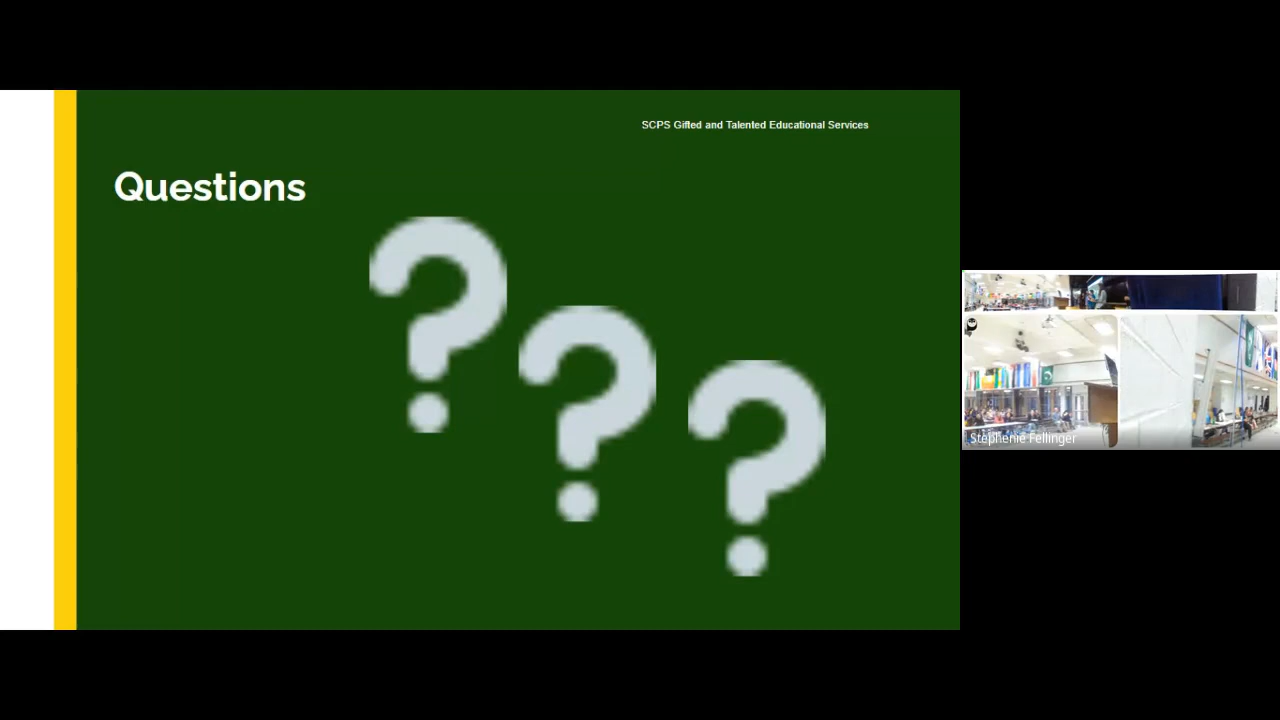 SCPS Gifted and Talented Educational Services
Questions
? ? ?
Stephenie Fellinger